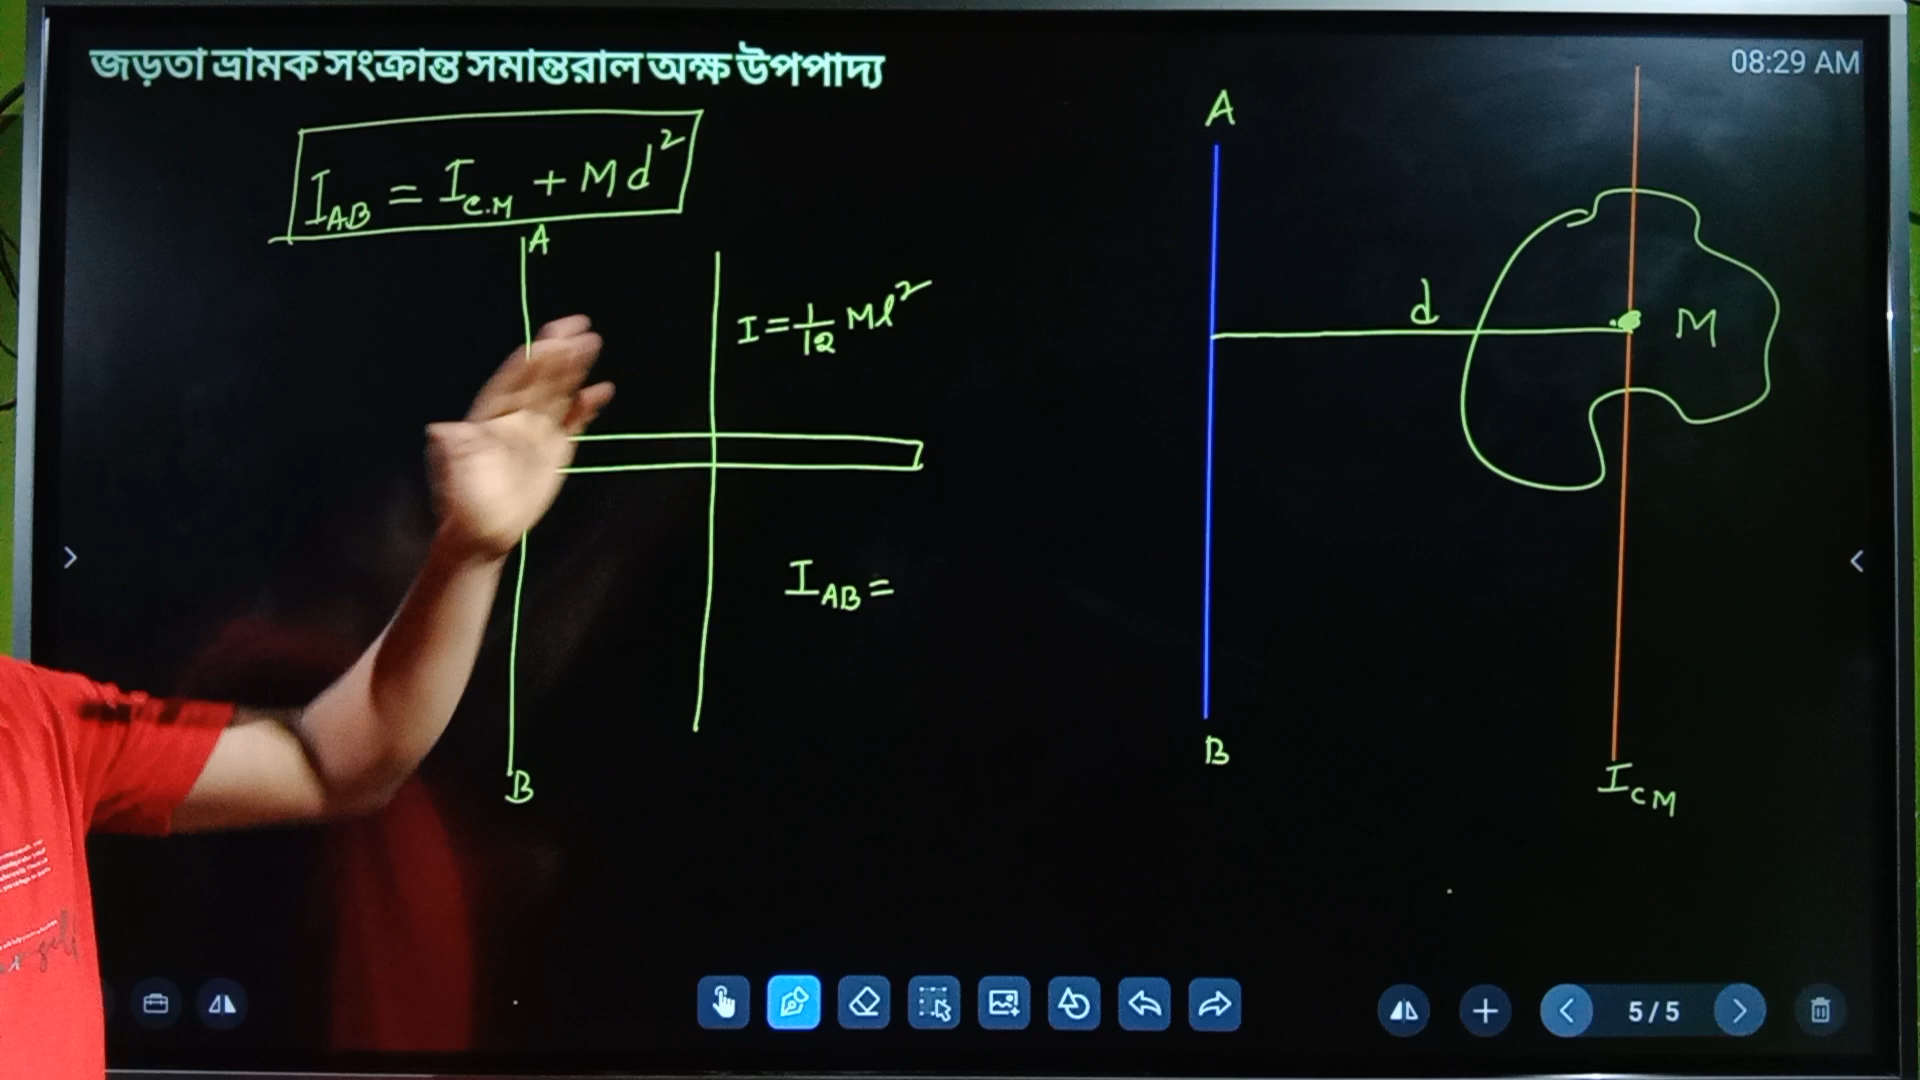 জড়তা ভ্রামক সংক্রান্ত সমান্তরাল অক্ষ উপপাদ্য
08:29 AM
I_AB = I_C.M + Md²
A
I = 1/12 Ml²
I_AB =
B
A
d
M
B
I_CM
5/5